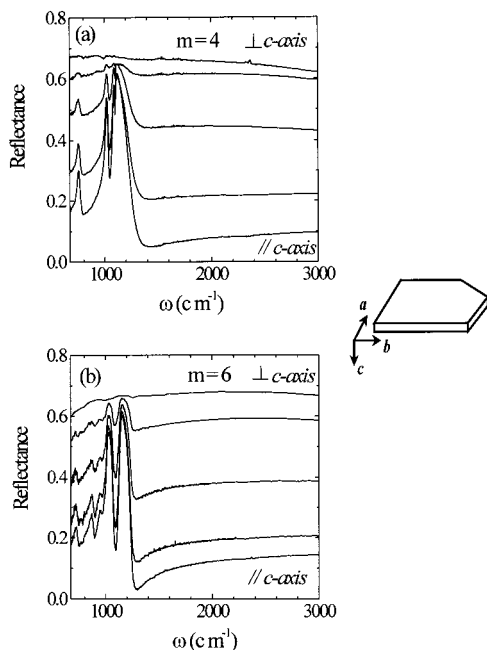 (a) m = 4 ⊥ c-axis
0.8
0.6
0.4
0.2
0.0
Reflectance
// c-axis
1000 2000 3000
ω (c m⁻¹)
a
b
c
(b) m = 6 ⊥ c-axis
0.8
0.6
0.4
0.2
0.0
Reflectance
// c-axis
1000 2000 3000
ω (c m⁻¹)